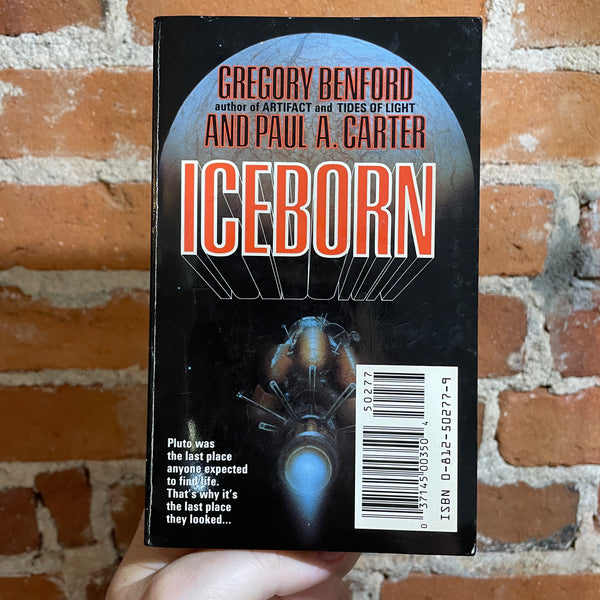 GREGORY BENFORD
author of ARTIFACT and TIDES OF LIGHT
AND PAUL A. CARTER
ICEBORN
Pluto was
the last place
anyone expected
to find life.
That's why it's
the last place
they looked...
50277
0 37145 00350 4
ISBN 0-812-50277-9